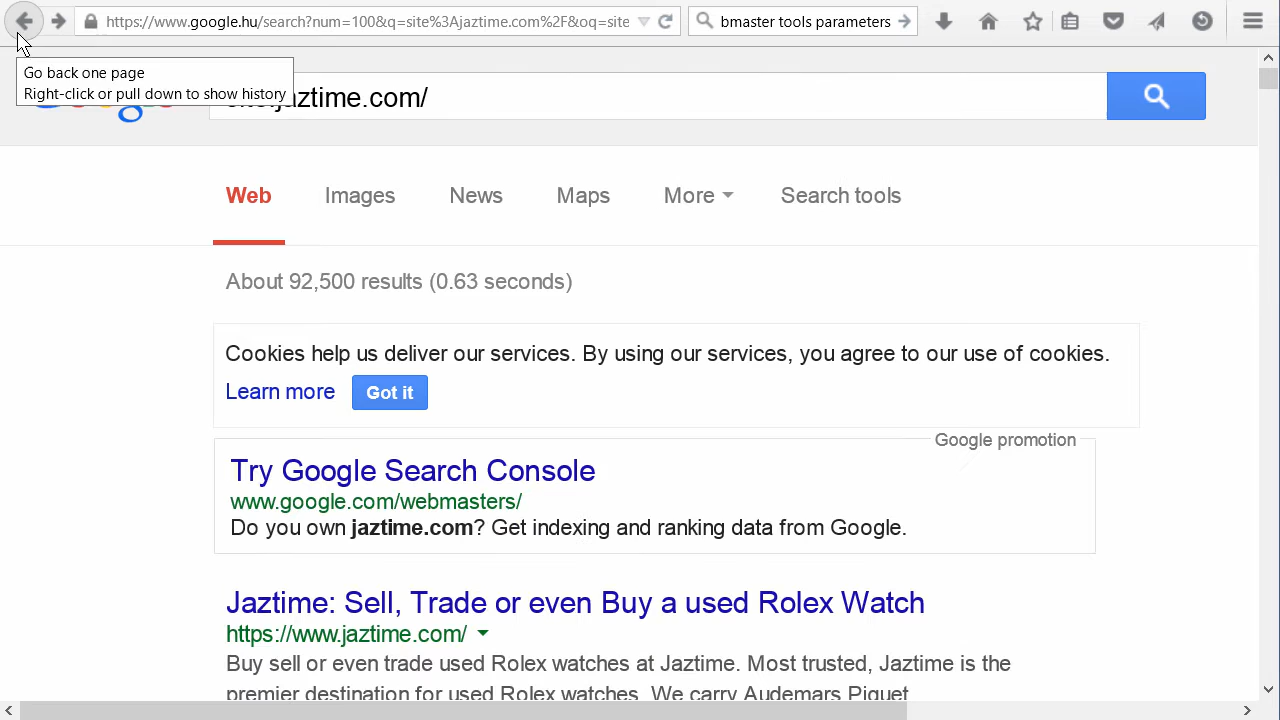 https://www.google.hu/search?num=100&q=site%3Ajaztime.com%2F&oq=site
bmaster tools parameters
Go back one page
Right-click or pull down to show history
jaztime.com/
Web
Images
News
Maps
More
Search tools
About 92,500 results (0.63 seconds)
Cookies help us deliver our services. By using our services, you agree to our use of cookies.
Learn more
Got it
Google promotion
Try Google Search Console
www.google.com/webmasters/
Do you own jaztime.com? Get indexing and ranking data from Google.
Jaztime: Sell, Trade or even Buy a used Rolex Watch
https://www.jaztime.com/
Buy sell or even trade used Rolex watches at Jaztime. Most trusted, Jaztime is the
premier destination for used Rolex watches. We carry Audemars Piguet